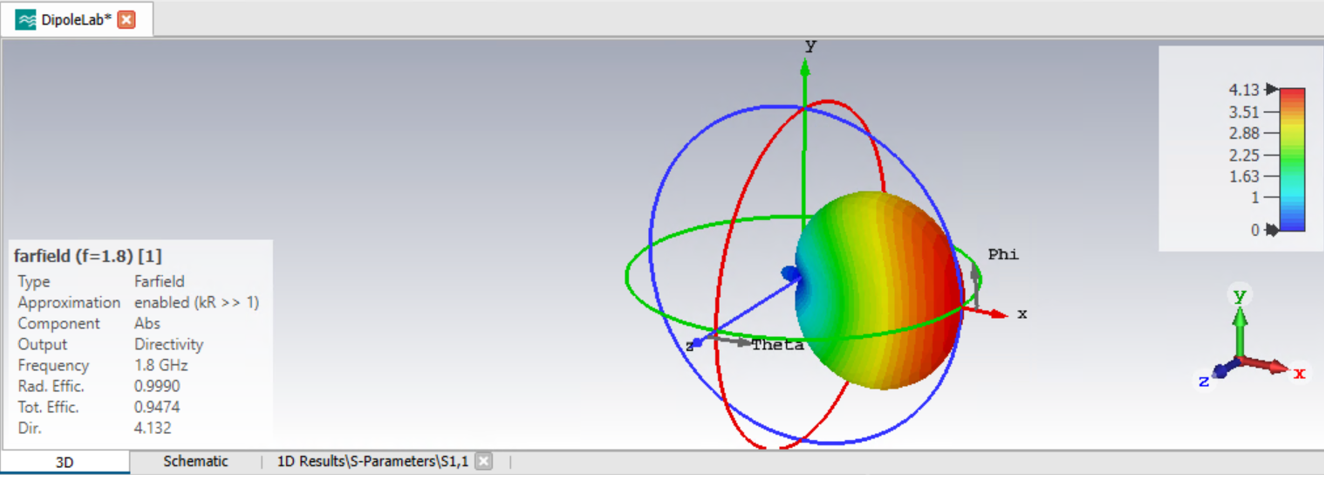 DipoleLab*
y
4.13
3.51
2.88
2.25
1.63
1
0
farfield (f=1.8) [1]
Type Farfield
Approximation enabled (kR >> 1)
Component Abs
Output Directivity
Frequency 1.8 GHz
Rad. Effic. 0.9990
Tot. Effic. 0.9474
Dir. 4.132
Phi
x
z
Theta
y
z
x
3D Schematic 1D Results\S-Parameters\S1,1